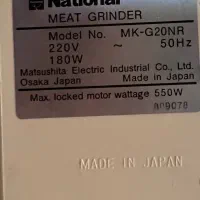 National
MEAT GRINDER
Model No. MK-G20NR
220V ~ 50Hz
180W
Matsushita Electric Industrial Co., Ltd.
Osaka Japan Made in Japan
Max. locked motor wattage 550W
MADE IN JAPAN